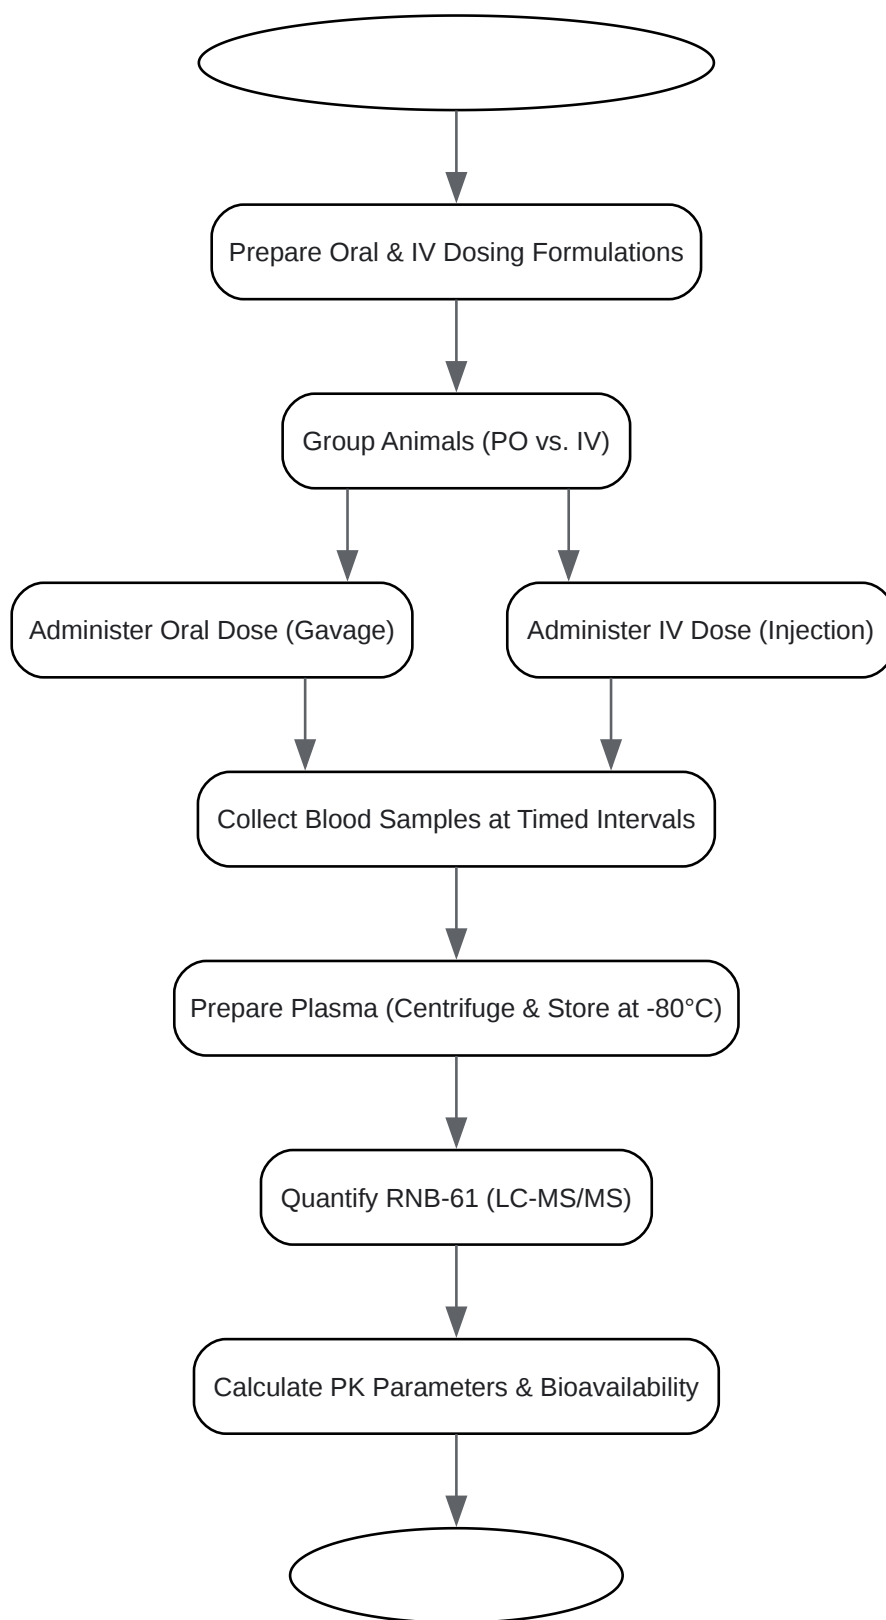 Prepare Oral & IV Dosing Formulations
Group Animals (PO vs. IV)
Administer Oral Dose (Gavage)
Administer IV Dose (Injection)
Collect Blood Samples at Timed Intervals
Prepare Plasma (Centrifuge & Store at -80°C)
Quantify RNB-61 (LC-MS/MS)
Calculate PK Parameters & Bioavailability